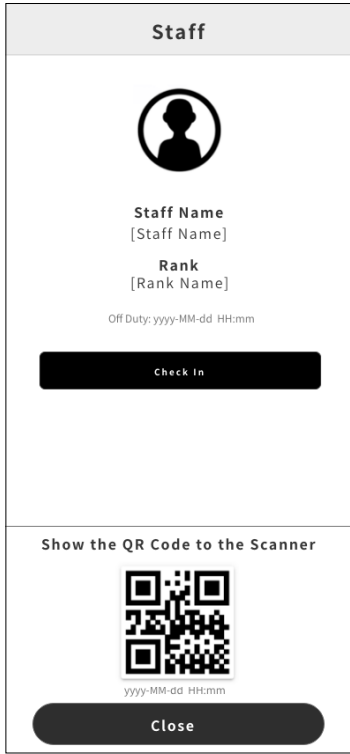 Staff
Staff Name
[Staff Name]
Rank
[Rank Name]
Off Duty: yyyy-MM-dd HH:mm
Check In
Show the QR Code to the Scanner
yyyy-MM-dd HH:mm
Close